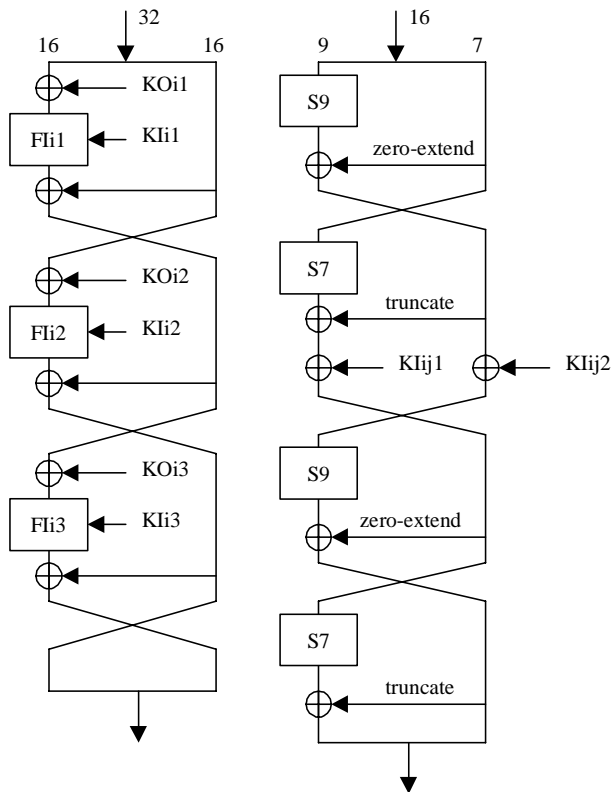 32
16
16
KOi1
FIi1
KIi1
KOi2
FIi2
KIi2
KOi3
FIi3
KIi3
16
9
7
S9
zero-extend
S7
truncate
KIij1
KIij2
S9
zero-extend
S7
truncate